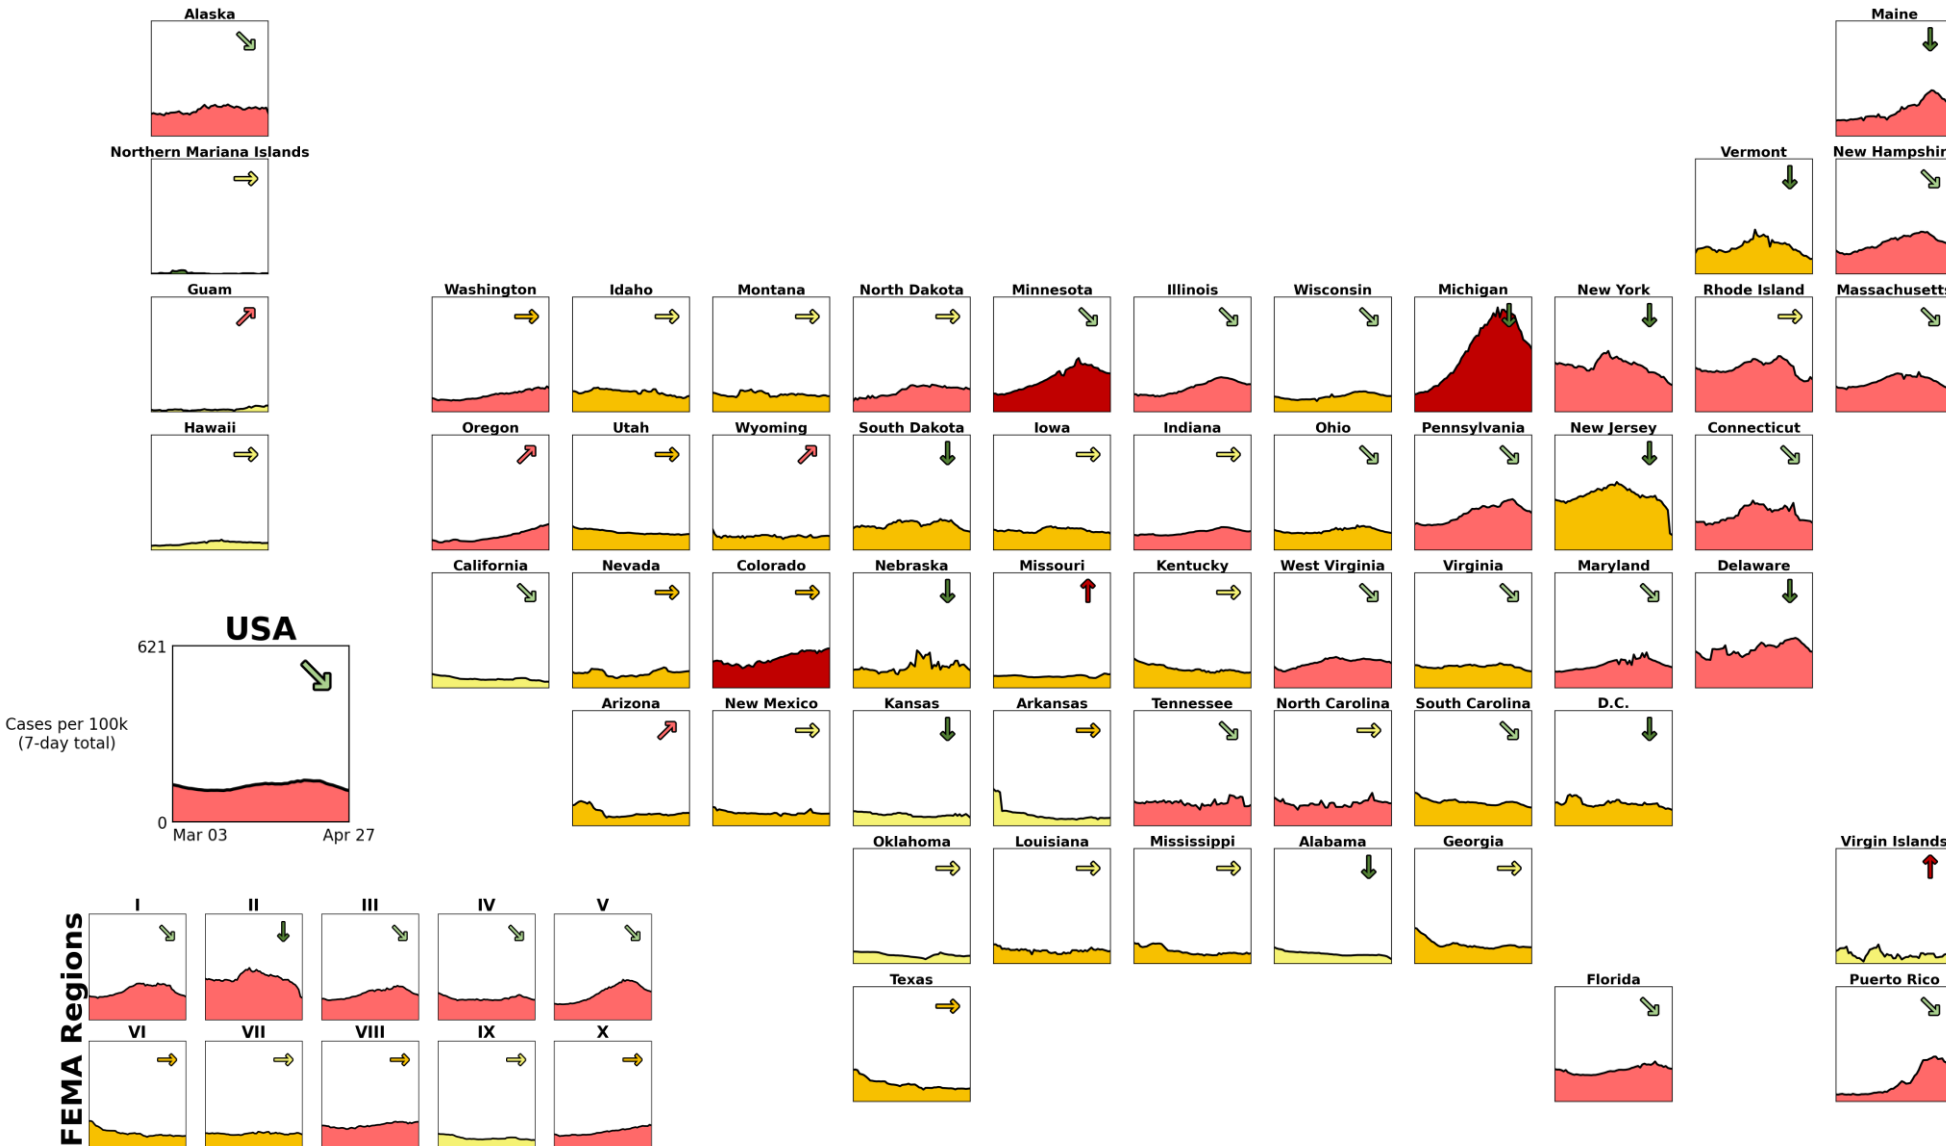 Alaska
Maine
Northern Mariana Islands
Vermont
New Hampshir
Guam
Washington
Idaho
Montana
North Dakota
Minnesota
Illinois
Wisconsin
Michigan
New York
Rhode Island
Massachusetts
Hawaii
Oregon
Utah
Wyoming
South Dakota
Iowa
Indiana
Ohio
Pennsylvania
New Jersey
Connecticut
California
Nevada
Colorado
Nebraska
Missouri
Kentucky
West Virginia
Virginia
Maryland
Delaware
USA
621
Cases per 100k
(7-day total)
0
Mar 03
Apr 27
Arizona
New Mexico
Kansas
Arkansas
Tennessee
North Carolina
South Carolina
D.C.
Oklahoma
Louisiana
Mississippi
Alabama
Georgia
Virgin Islands
Texas
Florida
Puerto Rico
FEMA Regions
I
II
III
IV
V
VI
VII
VIII
IX
X